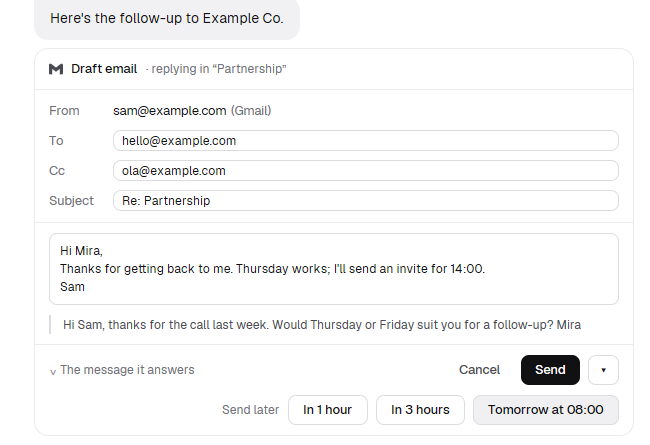 Here's the follow-up to Example Co.
Draft email · replying in “Partnership”
From sam@example.com (Gmail)
To hello@example.com
Cc ola@example.com
Subject Re: Partnership
Hi Mira,
Thanks for getting back to me. Thursday works; I'll send an invite for 14:00.
Sam
Hi Sam, thanks for the call last week. Would Thursday or Friday suit you for a follow-up? Mira
The message it answers Cancel Send
Send later In 1 hour In 3 hours Tomorrow at 08:00